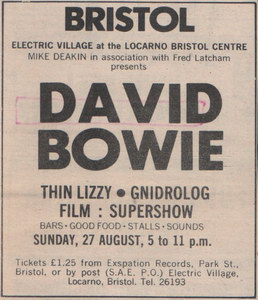 BRISTOL
ELECTRIC VILLAGE at the LOCARNO BRISTOL CENTRE
MIKE DEAKIN in association with Fred Latcham
presents
DAVID
BOWIE
THIN LIZZY ● GNIDROLOG
FILM : SUPERSHOW
BARS · GOOD FOOD · STALLS · SOUNDS
SUNDAY, 27 AUGUST, 5 to 11 p.m.
Tickets £1.25 from Exspation Records, Park St.,
Bristol, or by post (S.A.E. P.O.) Electric Village,
Locarno, Bristol. Tel. 26193